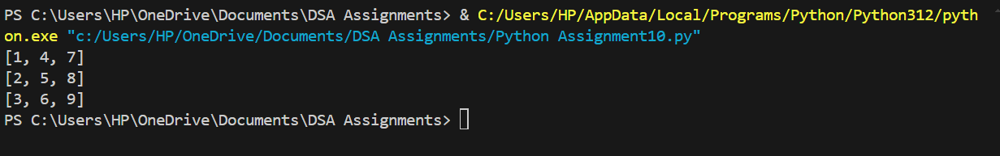 PS C:\Users\HP\OneDrive\Documents\DSA Assignments> & C:/Users/HP/AppData/Local/Programs/Python/Python312/pyth
on.exe "c:/Users/HP/OneDrive/Documents/DSA Assignments/Python Assignment10.py"
[1, 4, 7]
[2, 5, 8]
[3, 6, 9]
PS C:\Users\HP\OneDrive\Documents\DSA Assignments>